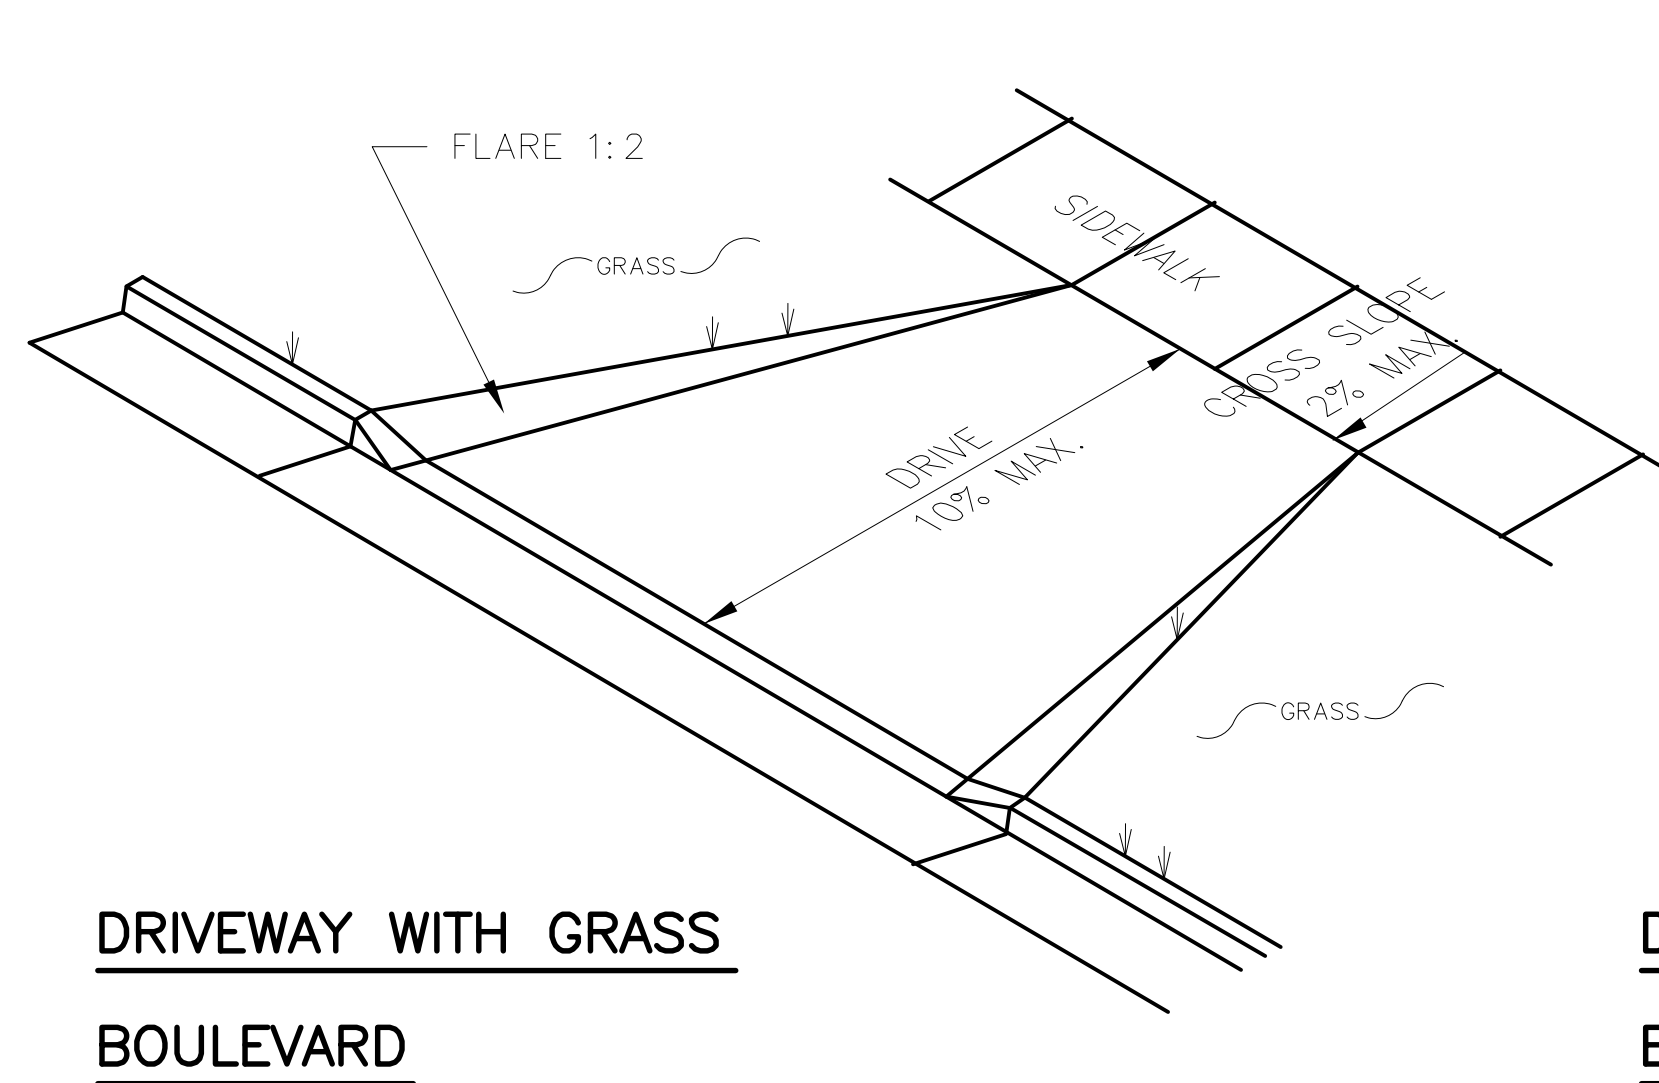 FLARE 1:2
GRASS
SIDEWALK
CROSS SLOPE
2% MAX.
DRIVE
10% MAX.
GRASS
DRIVEWAY WITH GRASS
BOULEVARD